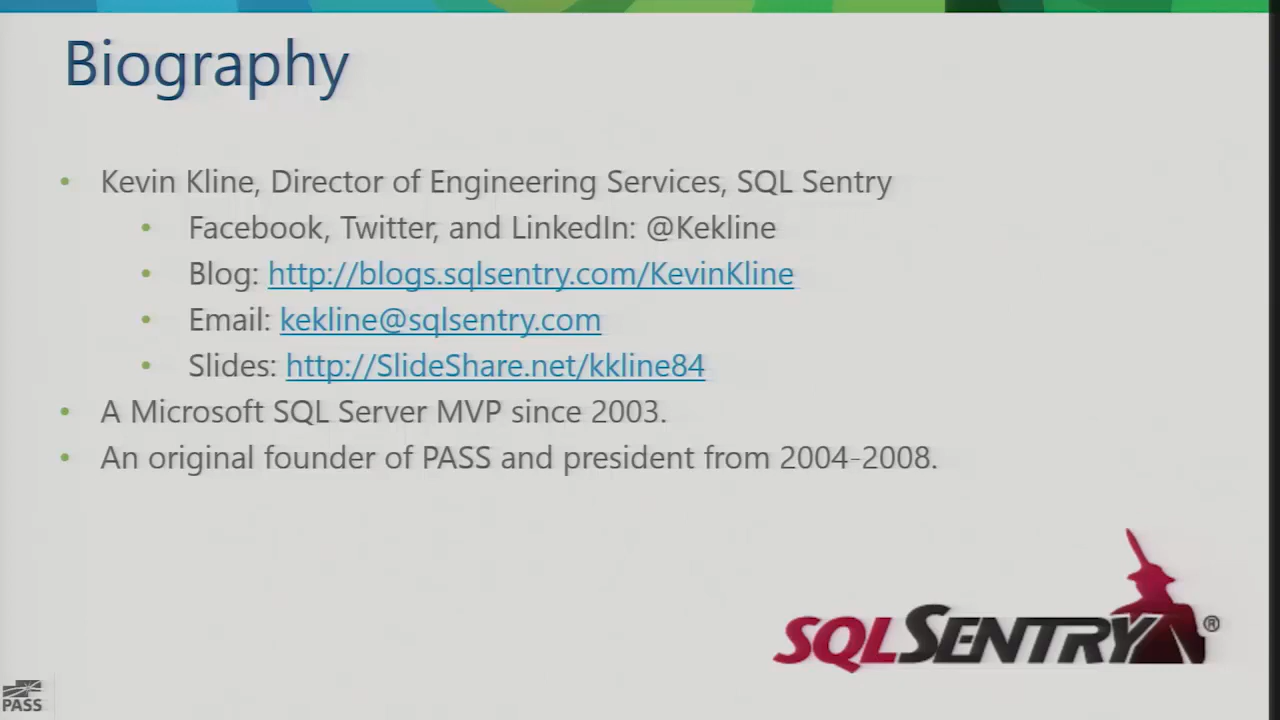 Biography
• Kevin Kline, Director of Engineering Services, SQL Sentry
• Facebook, Twitter, and LinkedIn: @Kekline
• Blog: http://blogs.sqlsentry.com/KevinKline
• Email: kekline@sqlsentry.com
• Slides: http://SlideShare.net/kkline84
• A Microsoft SQL Server MVP since 2003.
• An original founder of PASS and president from 2004-2008.
SQLSENTRY®
PASS